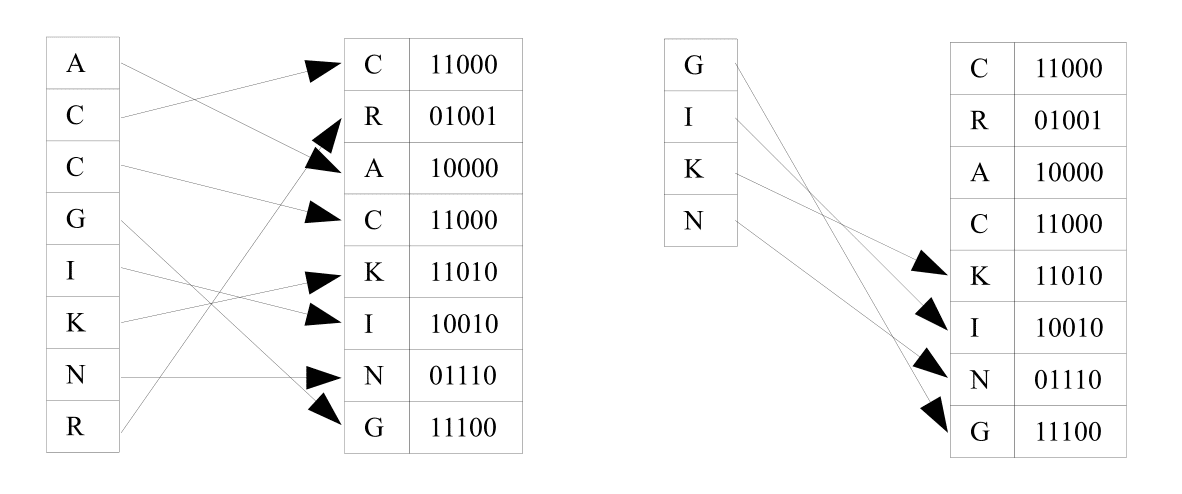 A
C
C
G
I
K
N
R
C 11000
R 01001
A 10000
C 11000
K 11010
I 10010
N 01110
G 11100
G
I
K
N
C 11000
R 01001
A 10000
C 11000
K 11010
I 10010
N 01110
G 11100